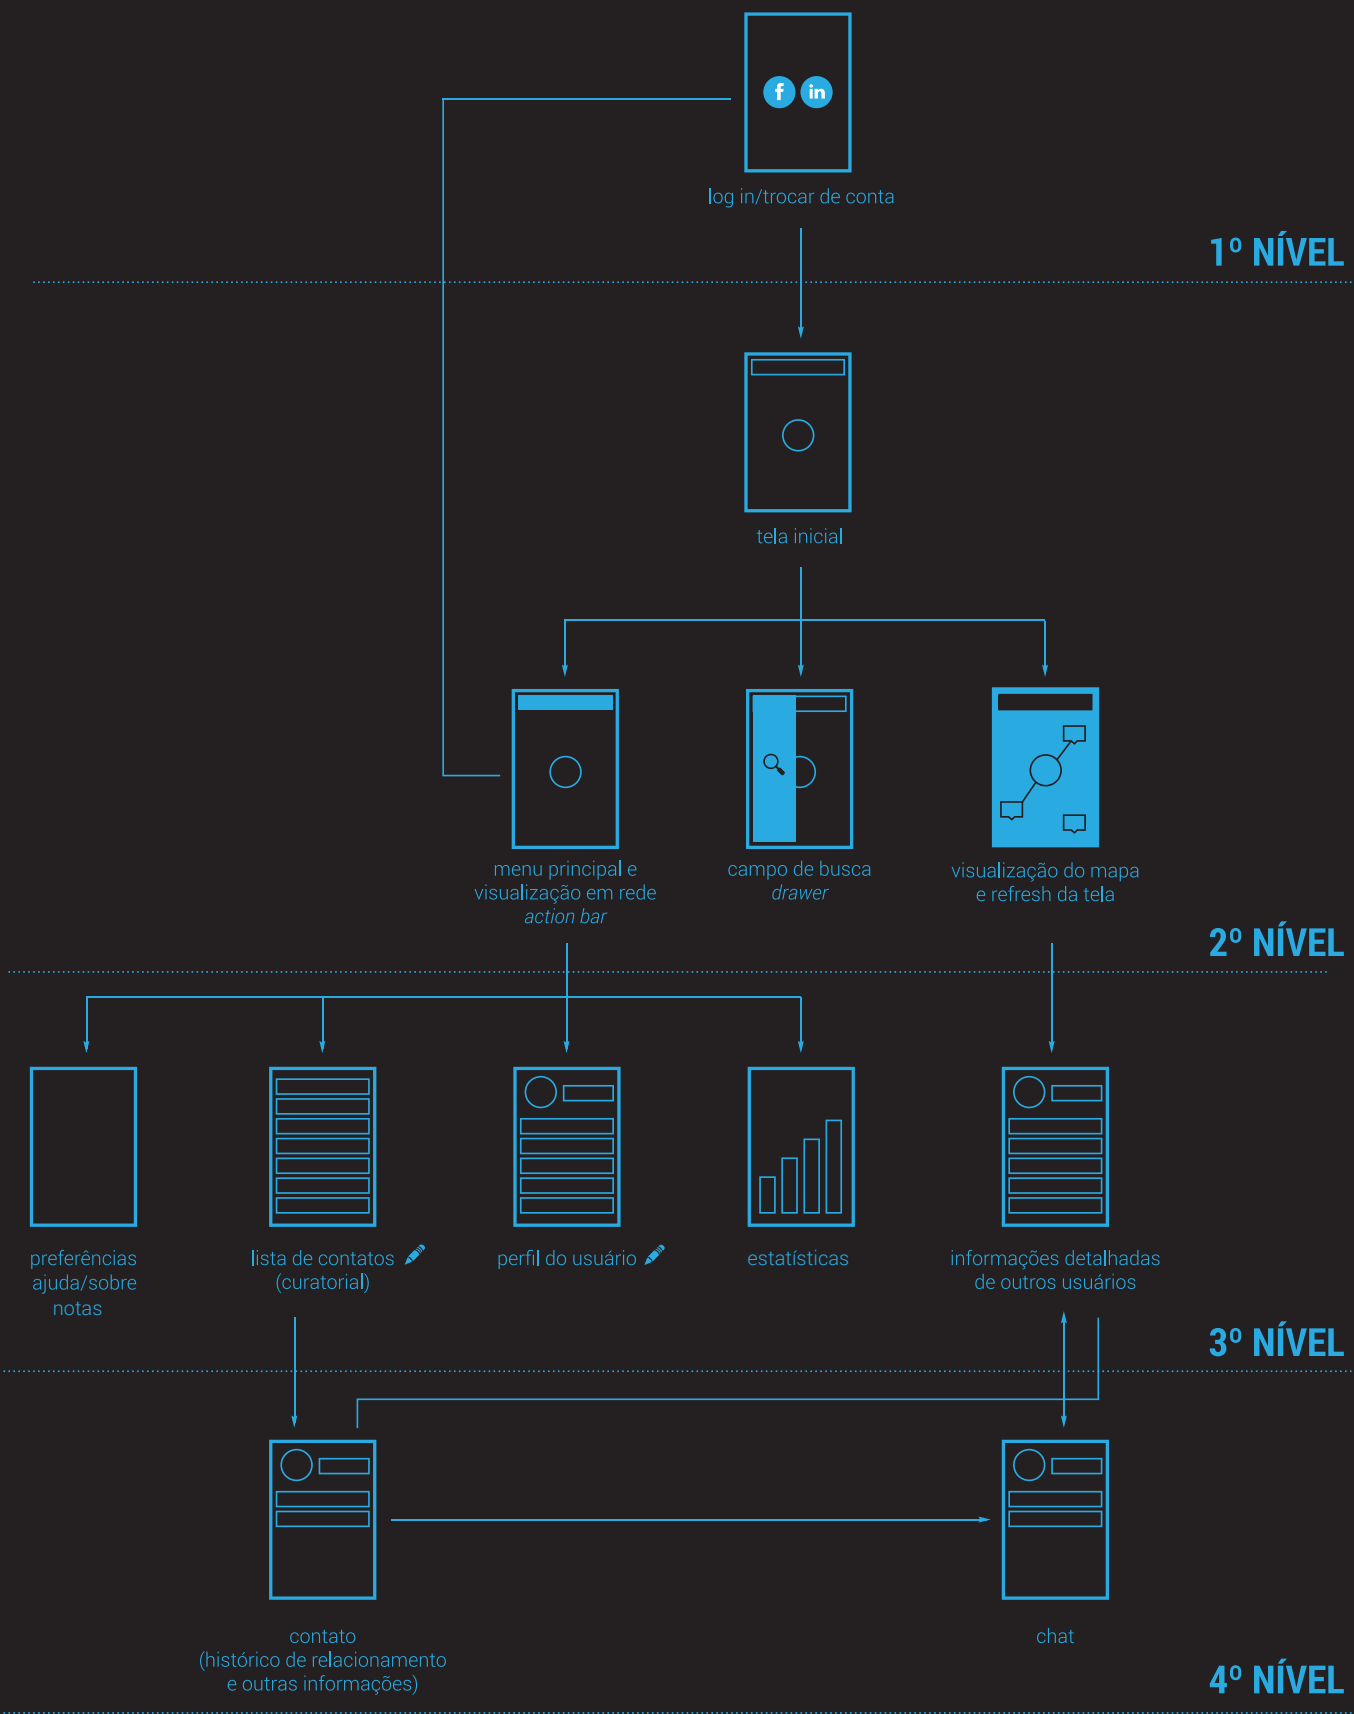 f in
log in/trocar de conta
1º NÍVEL
tela inicial
menu principal e
visualização em rede
action bar
campo de busca
drawer
visualização do mapa
e refresh da tela
2º NÍVEL
preferências
ajuda/sobre
notas
lista de contatos
(curatorial)
perfil do usuário
estatísticas
informações detalhadas
de outros usuários
3º NÍVEL
contato
(histórico de relacionamento
e outras informações)
chat
4º NÍVEL